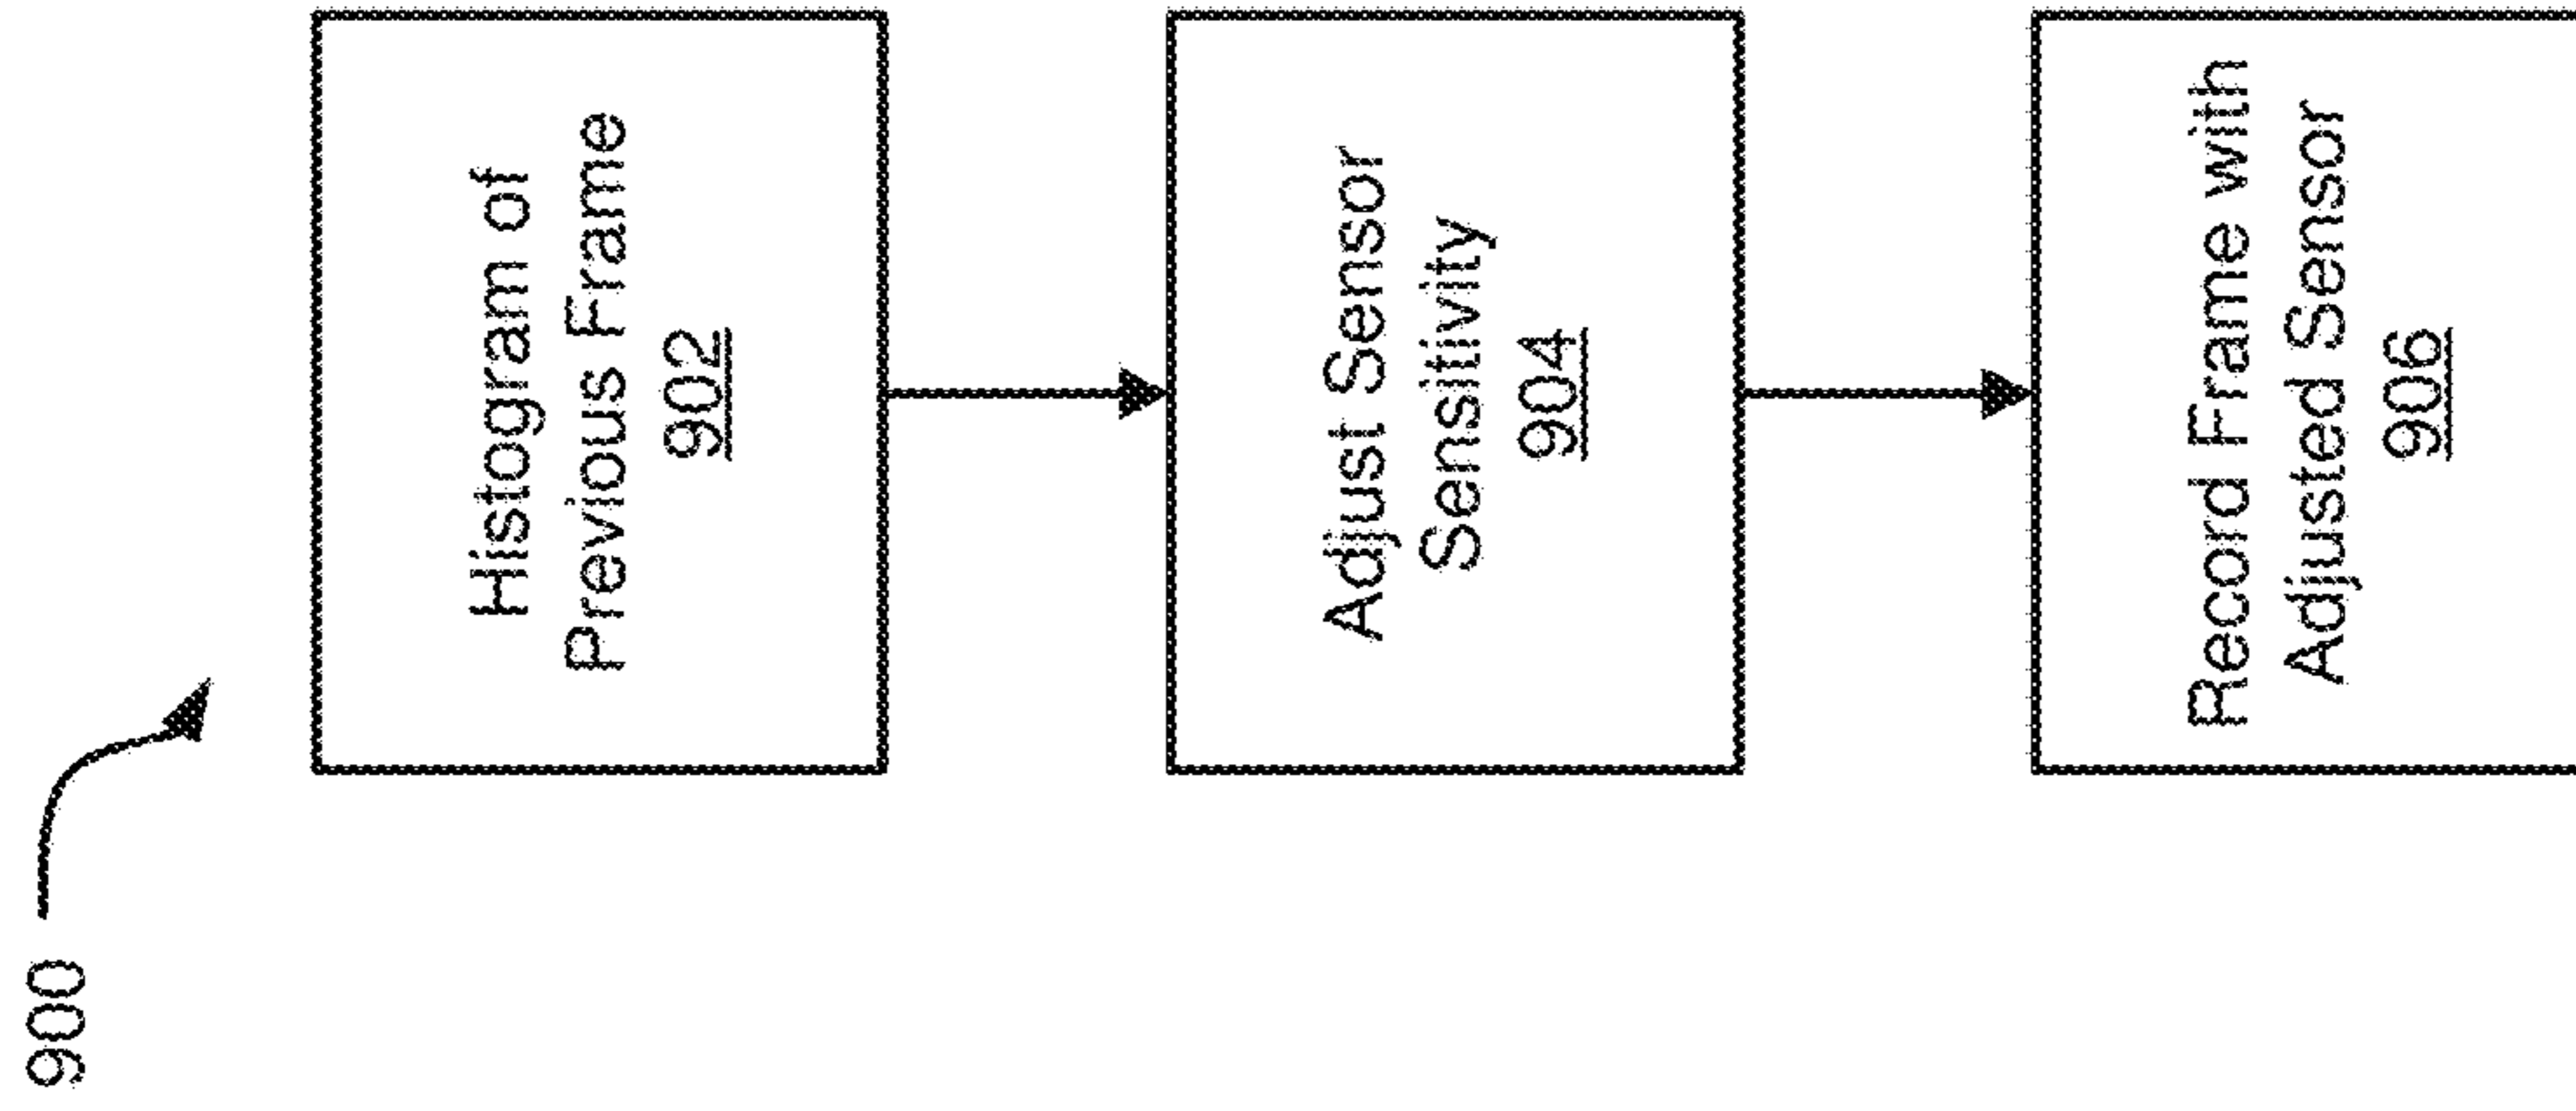 900
Histogram of
Previous Frame
902
Adjust Sensor
Sensitivity
904
Record Frame with
Adjusted Sensor
906